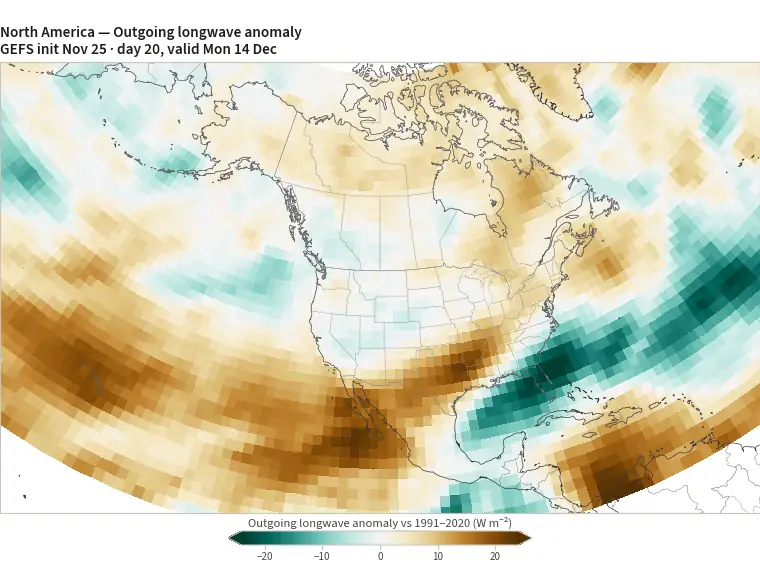 North America — Outgoing longwave anomaly
GEFS init Nov 25 · day 20, valid Mon 14 Dec
Outgoing longwave anomaly vs 1991–2020 (W m⁻²)
−20 −10 0 10 20